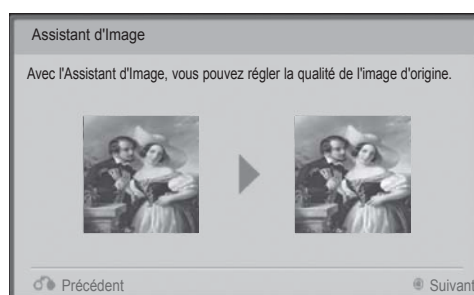 Assistant d'Image
Avec l'Assistant d'Image, vous pouvez régler la qualité de l'image d'origine.
Précédent
Suivant